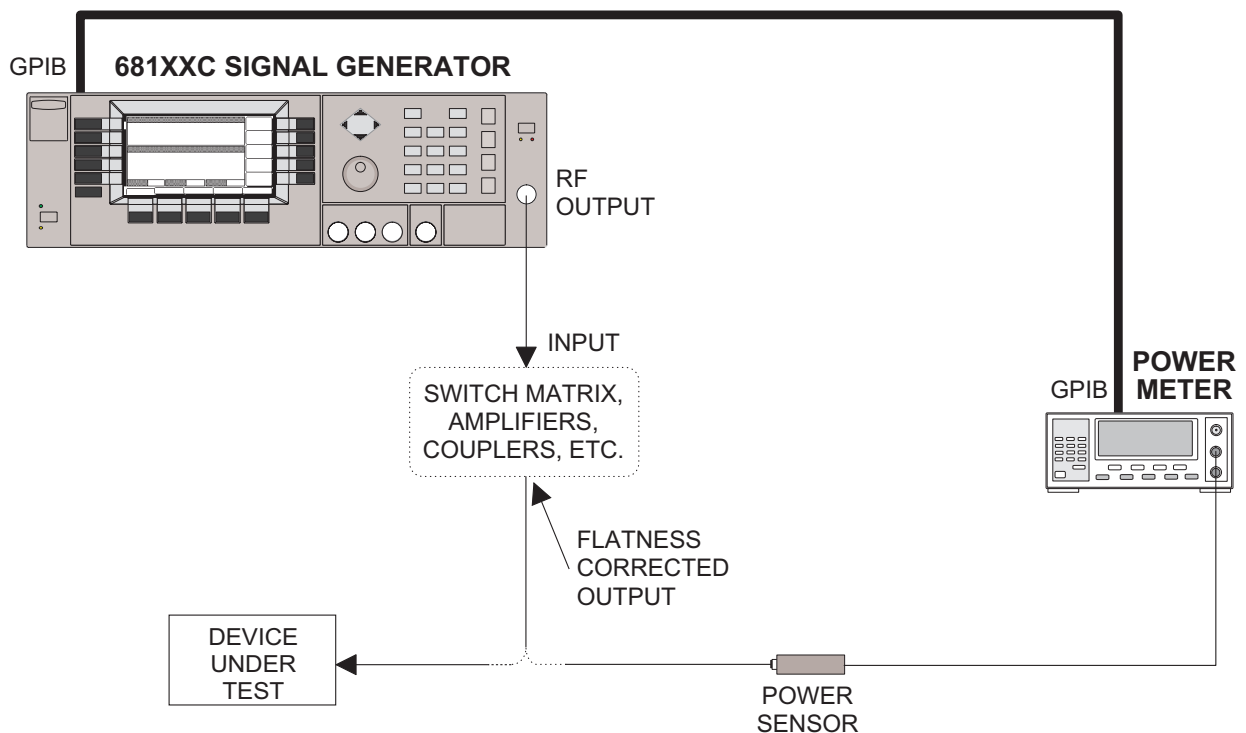 GPIB
681XXC SIGNAL GENERATOR
RF
OUTPUT
INPUT
SWITCH MATRIX,
AMPLIFIERS,
COUPLERS, ETC.
POWER
METER
GPIB
FLATNESS
CORRECTED
OUTPUT
DEVICE
UNDER
TEST
POWER
SENSOR